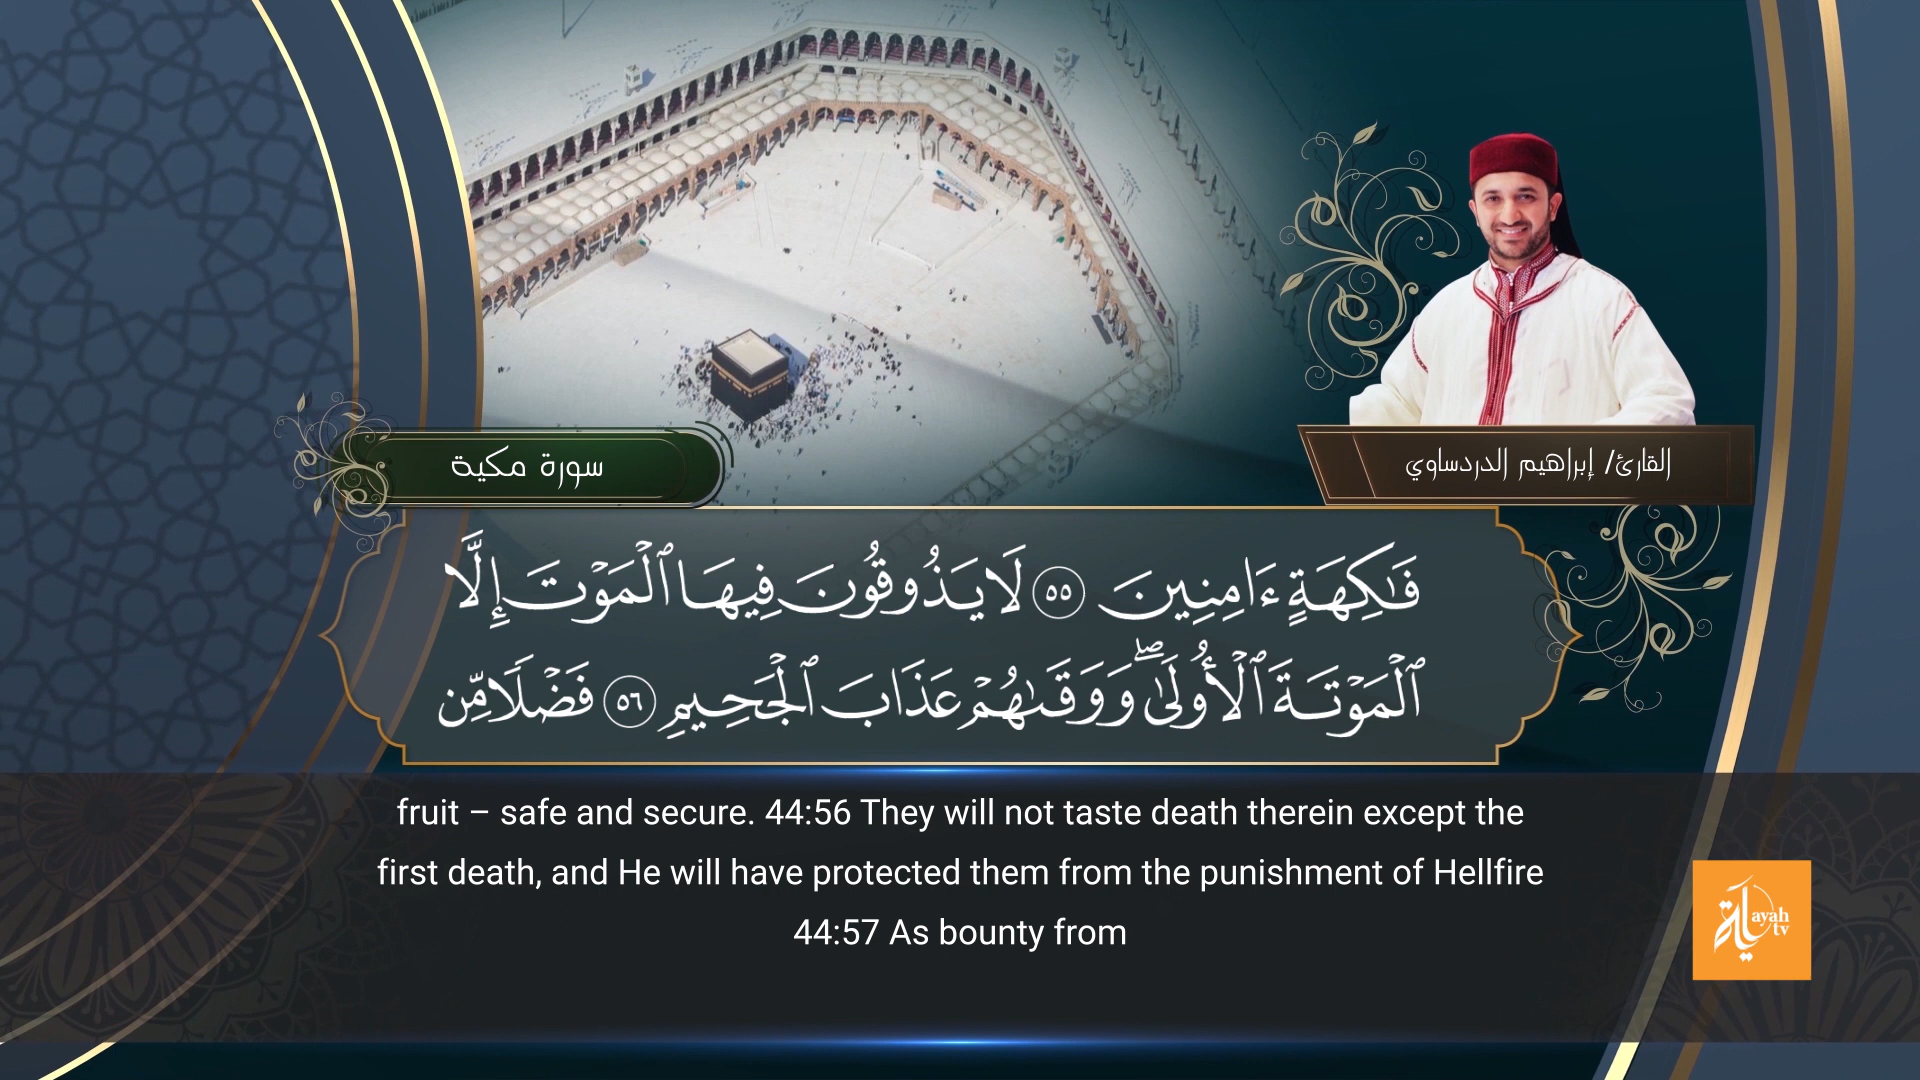 القارئ/ إبراهيم الدردساوي
سورة مكية
فَٰكِهَةٍ ءَامِنِينَ ٥٥ لَا يَذُوقُونَ فِيهَا ٱلْمَوْتَ إِلَّا
ٱلْمَوْتَةَ ٱلْأُولَىٰۖ وَوَقَىٰهُمْ عَذَابَ ٱلْجَحِيمِ ٥٦ فَضْلًا مِّن
fruit – safe and secure. 44:56 They will not taste death therein except the
first death, and He will have protected them from the punishment of Hellfire
44:57 As bounty from
آية
ayah
tv